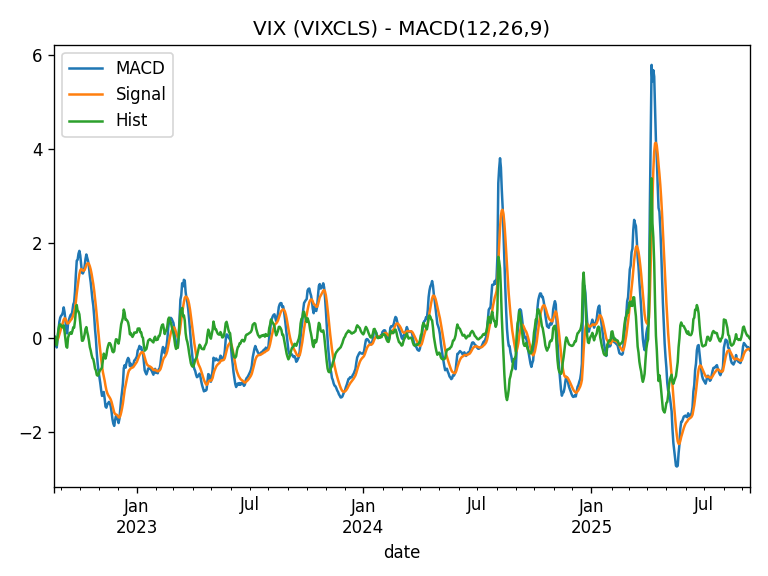 VIX (VIXCLS) - MACD(12,26,9)
MACD
Signal
Hist
6
4
2
0
−2
Jan
2023
Jul
Jan
2024
Jul
Jan
2025
Jul
date